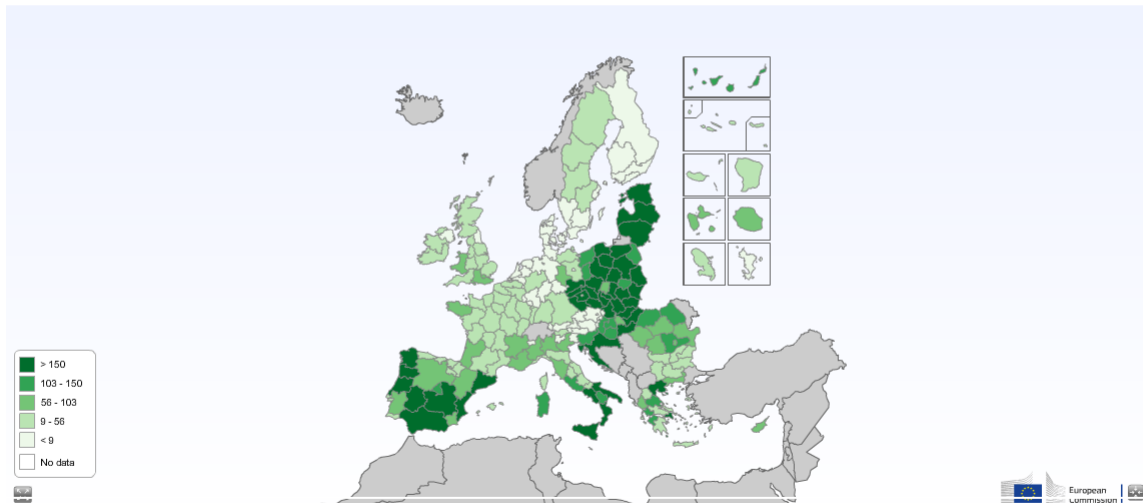 > 150
103 - 150
56 - 103
9 - 56
< 9
No data
European
Commission